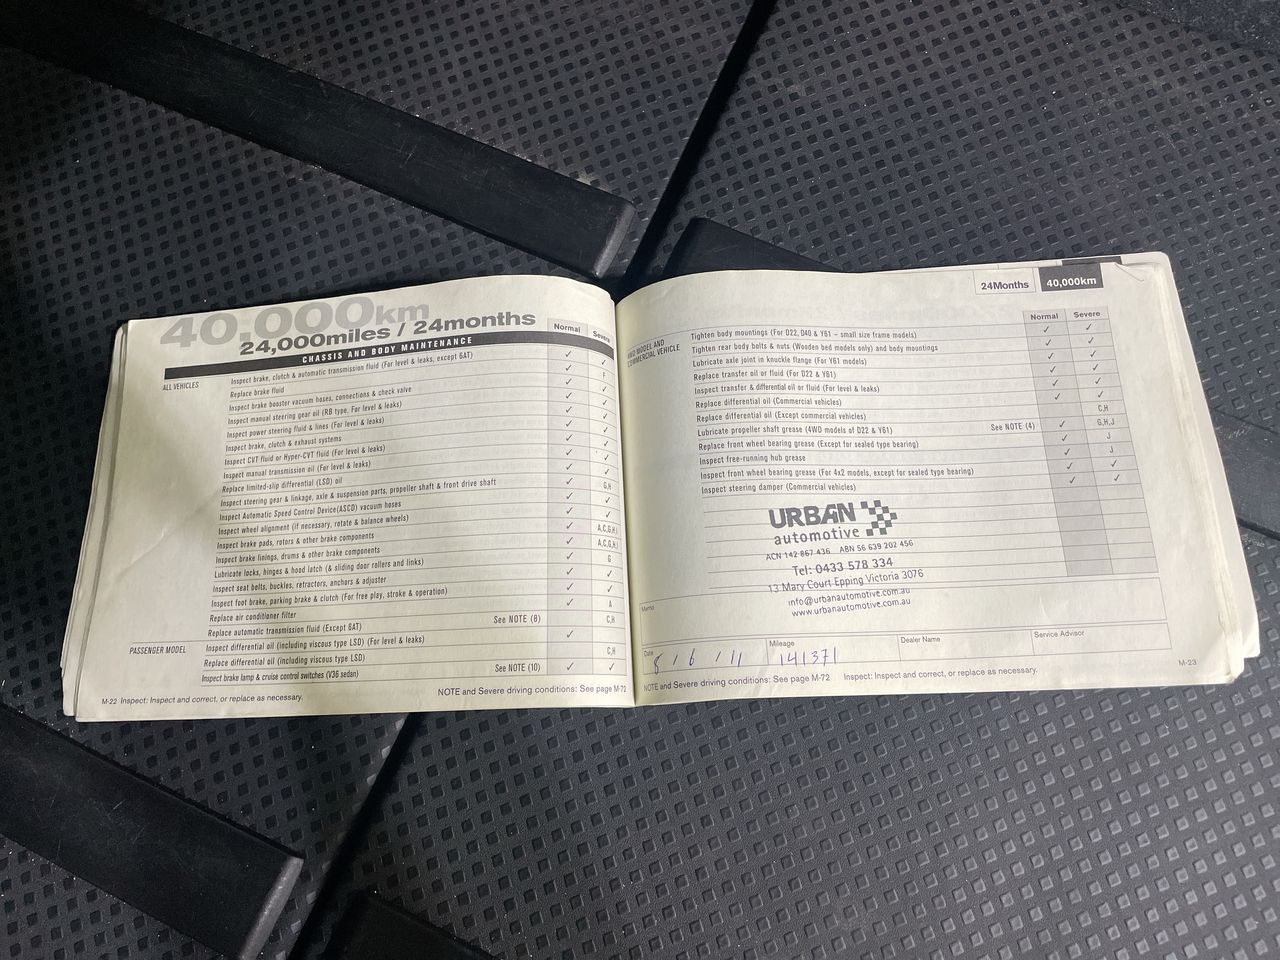 40,000km
24,000miles / 24months
Normal
Severe
CHASSIS AND BODY MAINTENANCE
ALL VEHICLES
Inspect brake, clutch & automatic transmission fluid (For level & leaks, except 6AT) ✓ ✓
Replace brake fluid ✓ F
Inspect brake booster vacuum hoses, connections & check valve
Inspect manual steering gear oil (RB type, For level & leaks)
Inspect power steering fluid & lines (For level & leaks)
Inspect brake, clutch & exhaust systems
Inspect CVT fluid or Hyper-CVT fluid (For level & leaks)
Inspect manual transmission oil (For level & leaks)
Replace limited-slip differential (LSD) oil
Inspect steering gear & linkage, axle & suspension parts, propeller shaft & front drive shaft G,H
Inspect Automatic Speed Control Device(ASCD) vacuum hoses
Inspect wheel alignment (if necessary, rotate & balance wheels)
Inspect brake pads, rotors & other brake components A,C,G,H,I
Inspect brake linings, drums & other brake components A,C,G,H,I
Lubricate locks, hinges & hood latch (& sliding door rollers and links) G
Inspect seat belts, buckles, retractors, anchors & adjuster
Inspect foot brake, parking brake & clutch (For free play, stroke & operation)
Replace air conditioner filter A
Replace automatic transmission fluid (Except 6AT) See NOTE (8) C,H
PASSENGER MODEL
Inspect differential oil (including viscous type LSD) (For level & leaks)
Replace differential oil (including viscous type LSD) C,H
Inspect brake lamp & cruise control switches (V36 sedan) See NOTE (10) ✓ ✓
M-22 Inspect: Inspect and correct, or replace as necessary.
NOTE and Severe driving conditions: See page M-72
24Months
40,000km
Normal
Severe
4WD MODEL AND
COMMERCIAL VEHICLE
Tighten body mountings (For D22, D40 & Y61 – small size frame models) ✓ ✓
Tighten rear body bolts & nuts (Wooden bed models only) and body mountings ✓ ✓
Lubricate axle joint in knuckle flange (For Y61 models) ✓ ✓
Replace transfer oil or fluid (For D22 & Y61) ✓ ✓
Inspect transfer & differential oil or fluid (For level & leaks) ✓ ✓
Replace differential oil (Commercial vehicles) ✓ ✓
Replace differential oil (Except commercial vehicles) C,H
Lubricate propeller shaft grease (4WD models of D22 & Y61) See NOTE (4) ✓ G,H,J
Replace front wheel bearing grease (Except for sealed type bearing) ✓ J
Inspect free-running hub grease ✓ ✓
Inspect front wheel bearing grease (For 4x2 models, except for sealed type bearing) ✓ ✓
Inspect steering damper (Commercial vehicles)
URBAN
automotive
ACN 142 867 436 ABN 56 639 202 456
Tel: 0433 578 334
13 Mary Court Epping Victoria 3076
info@urbanautomotive.com.au
www.urbanautomotive.com.au
Memo
Date
8 / 6 / 11
Mileage
141371
Dealer Name
Service Advisor
NOTE and Severe driving conditions: See page M-72
Inspect: Inspect and correct, or replace as necessary.
M-23